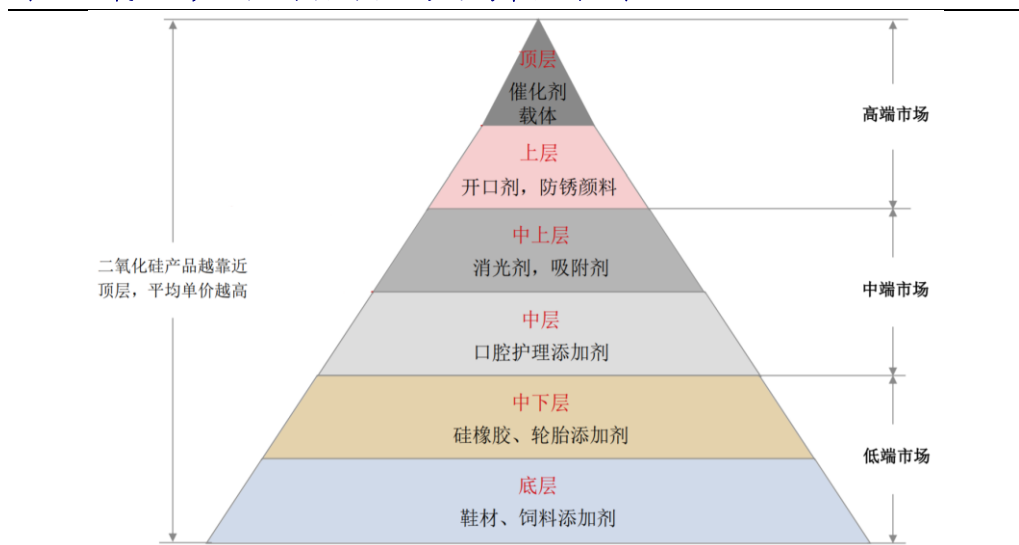 顶层
催化剂
载体
高端市场
上层
开口剂，防锈颜料
中上层
消光剂，吸附剂
二氧化硅产品越靠近
顶层，平均单价越高
中端市场
中层
口腔护理添加剂
中下层
硅橡胶、轮胎添加剂
低端市场
底层
鞋材、饲料添加剂